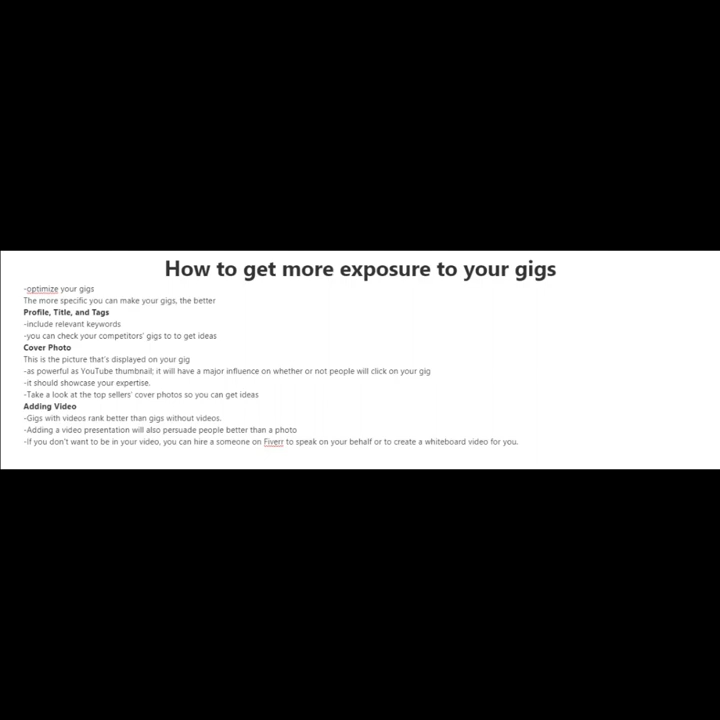 How to get more exposure to your gigs
-optimize your gigs
The more specific you can make your gigs, the better
Profile, Title, and Tags
-include relevant keywords
-you can check your competitors' gigs to to get ideas
Cover Photo
This is the picture that's displayed on your gig
-as powerful as YouTube thumbnail; it will have a major influence on whether or not people will click on your gig
-it should showcase your expertise.
-Take a look at the top sellers' cover photos so you can get ideas
Adding Video
-Gigs with videos rank better than gigs without videos.
-Adding a video presentation will also persuade people better than a photo
-If you don't want to be in your video, you can hire a someone on Fiverr to speak on your behalf or to create a whiteboard video for you.